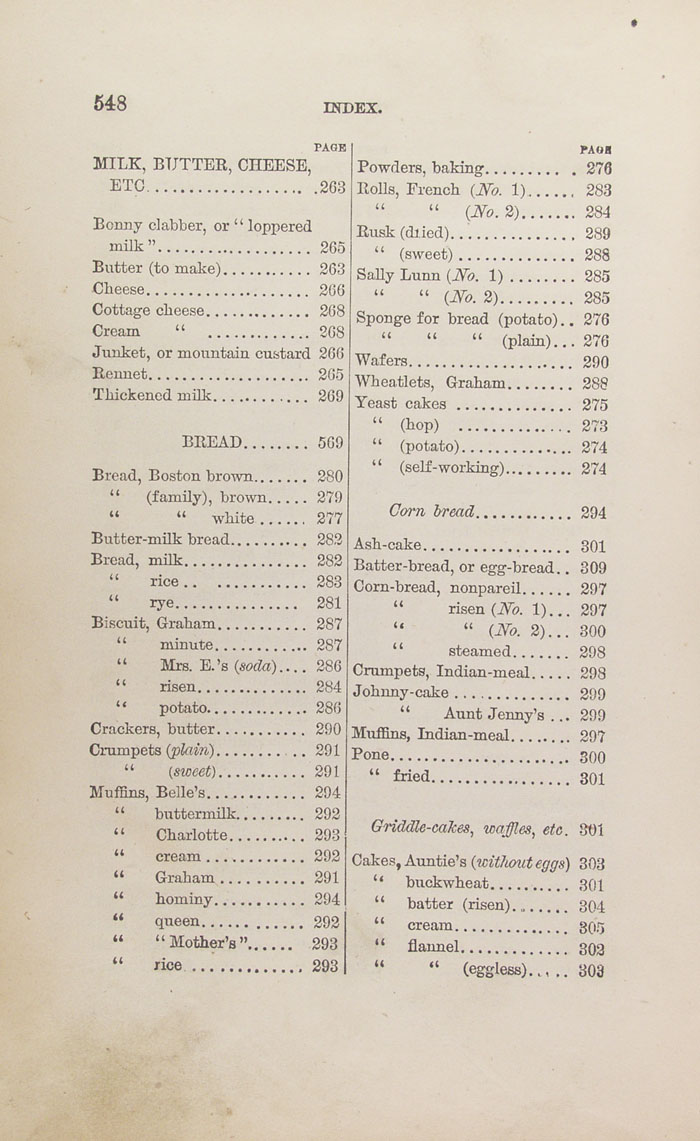 548
INDEX.
PAGE
MILK, BUTTER, CHEESE,
ETC. .................. .263
Bonny clabber, or “loppered
milk”................... 265
Butter (to make)........... 263
Cheese.................... 266
Cottage cheese............. 268
Cream “ ............ 268
Junket, or mountain custard 266
Rennet.................... 265
Thickened milk............ 269
BREAD........ 569
Bread, Boston brown....... 280
“ (family), brown..... 279
“ “ white ...... 277
Butter-milk bread.......... 282
Bread, milk............... 282
“ rice .. ........... 283
“ rye............... 281
Biscuit, Graham........... 287
“ minute............ 287
“ Mrs. E.’s (soda).... 286
“ risen.............. 284
“ potato............. 286
Crackers, butter........... 290
Crumpets (plain)........... 291
“ (sweet)........... 291
Muffins, Belle’s............ 294
“ buttermilk......... 292
“ Charlotte.......... 293
“ cream ............ 292
“ Graham .......... 291
“ hominy........... 294
“ queen............ 292
“ “Mother’s”...... 293
“ rice .............. 293
PAGE
Powders, baking.......... . 276
Rolls, French (No. 1)...... 283
“ “ (No. 2)....... 284
Rusk (dried)............... 289
“ (sweet) .............. 288
Sally Lunn (No. 1) ........ 285
“ “ (No. 2)......... 285
Sponge for bread (potato).. 276
“ “ “ (plain)... 276
Wafers.................... 290
Wheatlets, Graham........ 288
Yeast cakes .............. 275
“ (hop) .............. 273
“ (potato).............. 274
“ (self-working)......... 274
Corn bread............ 294
Ash-cake.................. 301
Batter-bread, or egg-bread.. 309
Corn-bread, nonpareil...... 297
“ risen (No. 1)... 297
“ “ (No. 2)... 300
“ steamed....... 298
Crumpets, Indian-meal..... 298
Johnny-cake .............. 299
“ Aunt Jenny’s ... 299
Muffins, Indian-meal........ 297
Pone...................... 300
“ fried................. 301
Griddle-cakes, waffles, etc. 301
Cakes, Auntie’s (without eggs) 303
“ buckwheat.......... 301
“ batter (risen)....... 304
“ cream.............. 305
“ flannel............. 302
“ “ (eggless)..... 303